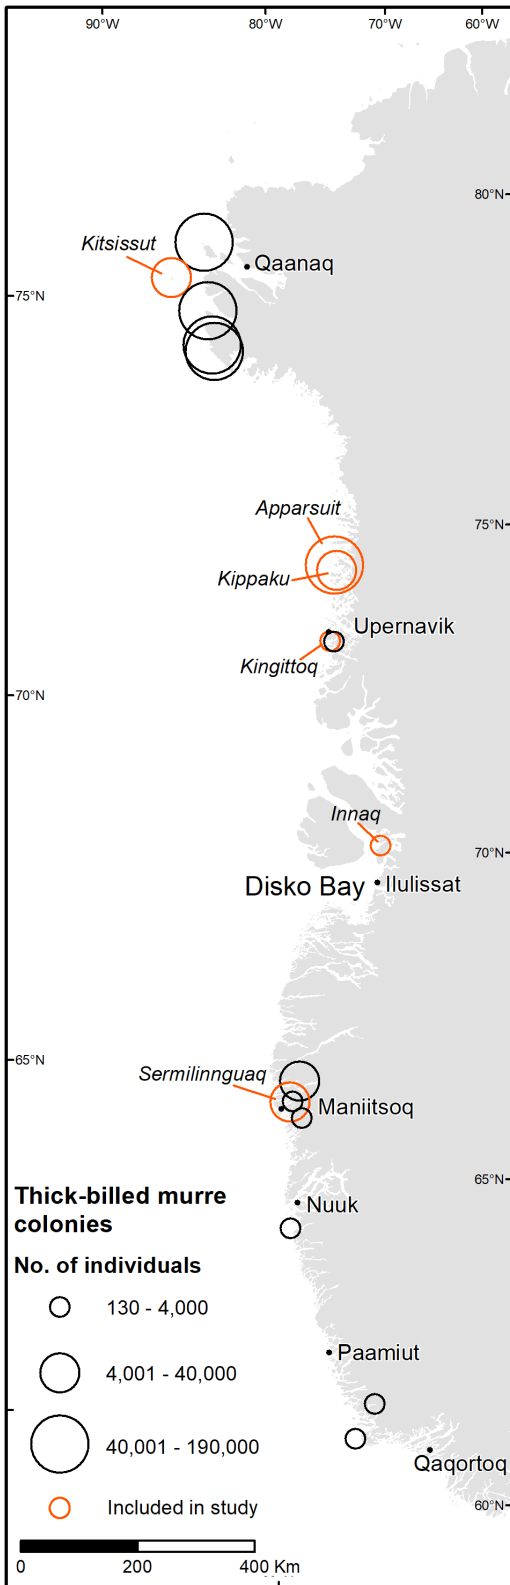 90°W
80°W
70°W
60°W
80°N
Kitsissut
Qaanaq
75°N
Apparsuit
75°N
Kippaku
Upernavik
Kingittoq
70°N
Innaq
70°N
Disko Bay
Ilulissat
65°N
Sermilinnguaq
Maniitsoq
65°N
Thick-billed murre
colonies
Nuuk
No. of individuals
130 - 4,000
Paamiut
4,001 - 40,000
40,001 - 190,000
Qaqortoq
Included in study
60°N
0 200 400 Km